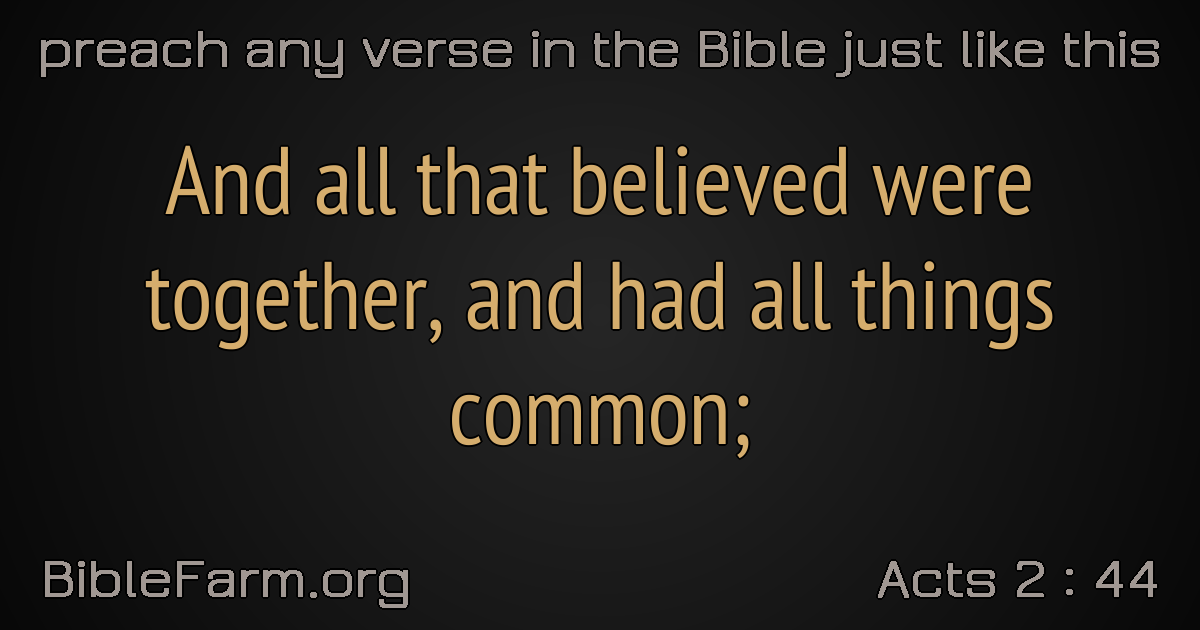 preach any verse in the Bible just like this
And all that believed were
together, and had all things
common;
BibleFarm.org
Acts 2 : 44